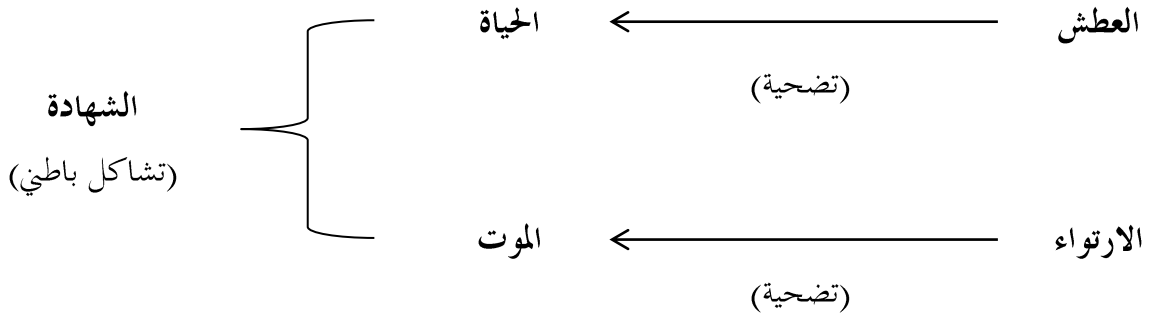 العطش
الحياة
(تضحية)
الشهادة
(تشاكل باطني)
الارتواء
الموت
(تضحية)